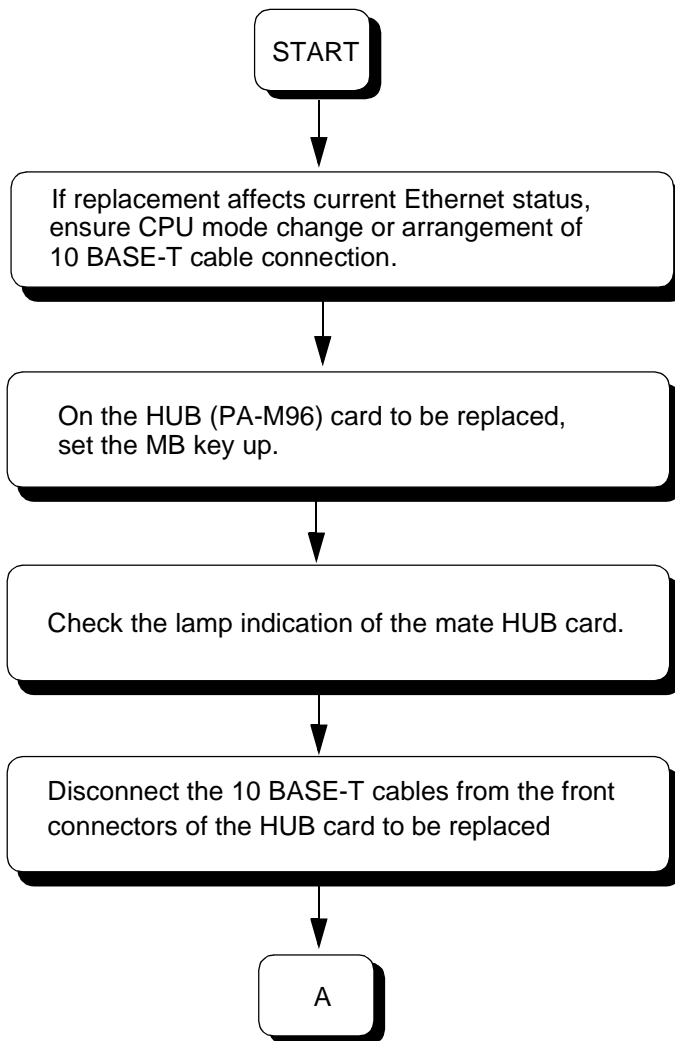 START
If replacement affects current Ethernet status,
ensure CPU mode change or arrangement of
10 BASE-T cable connection.
On the HUB (PA-M96) card to be replaced,
set the MB key up.
Check the lamp indication of the mate HUB card.
Disconnect the 10 BASE-T cables from the front
connectors of the HUB card to be replaced
A